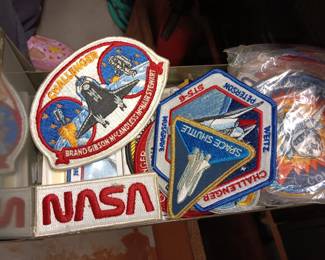 CHALLENGER
BRAND·GIBSON·McCANDLESS·McNAIR·STEWART
NASA
STS-6
PETERSON
WEITZ
MUSGRAVE
CHALLENGER
SPACE SHUTTLE